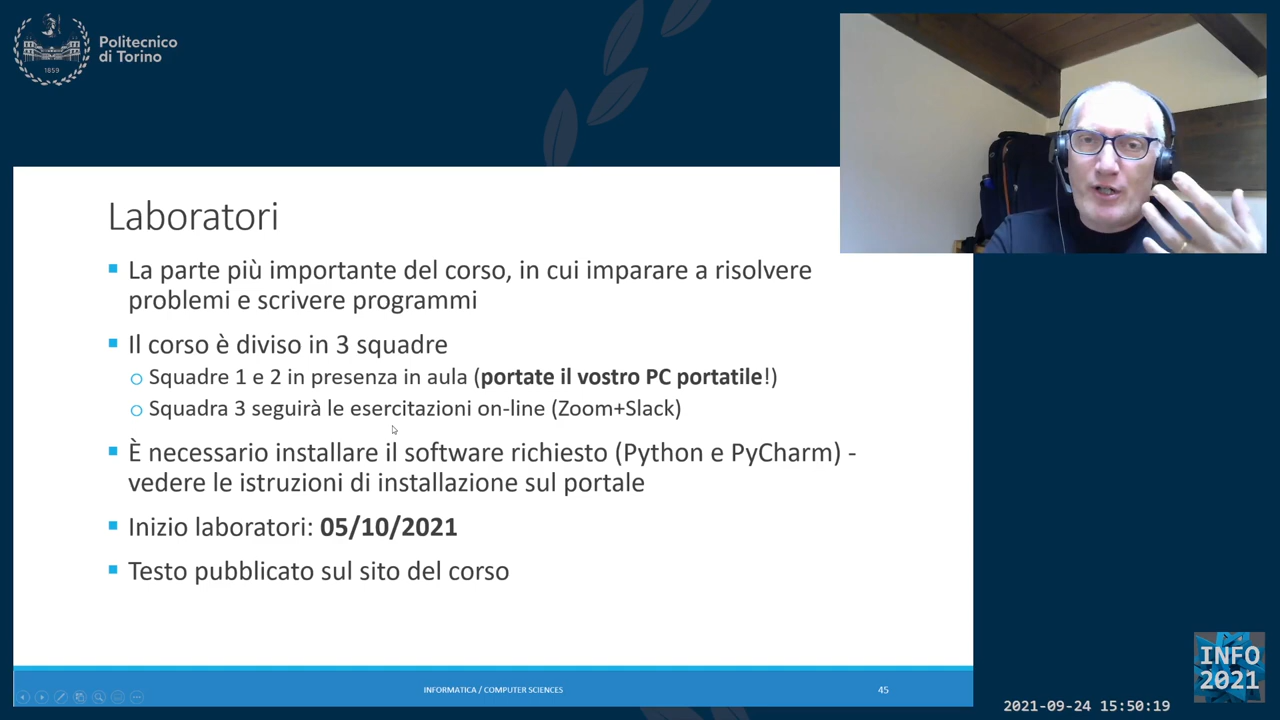 Politecnico
di Torino
1859
Laboratori
La parte più importante del corso, in cui imparare a risolvere
problemi e scrivere programmi
Il corso è diviso in 3 squadre
Squadre 1 e 2 in presenza in aula (portate il vostro PC portatile!)
Squadra 3 seguirà le esercitazioni on-line (Zoom+Slack)
È necessario installare il software richiesto (Python e PyCharm) -
vedere le istruzioni di installazione sul portale
Inizio laboratori: 05/10/2021
Testo pubblicato sul sito del corso
INFORMATICA / COMPUTER SCIENCES
45
INFO
2021
2021-09-24 15:50:19